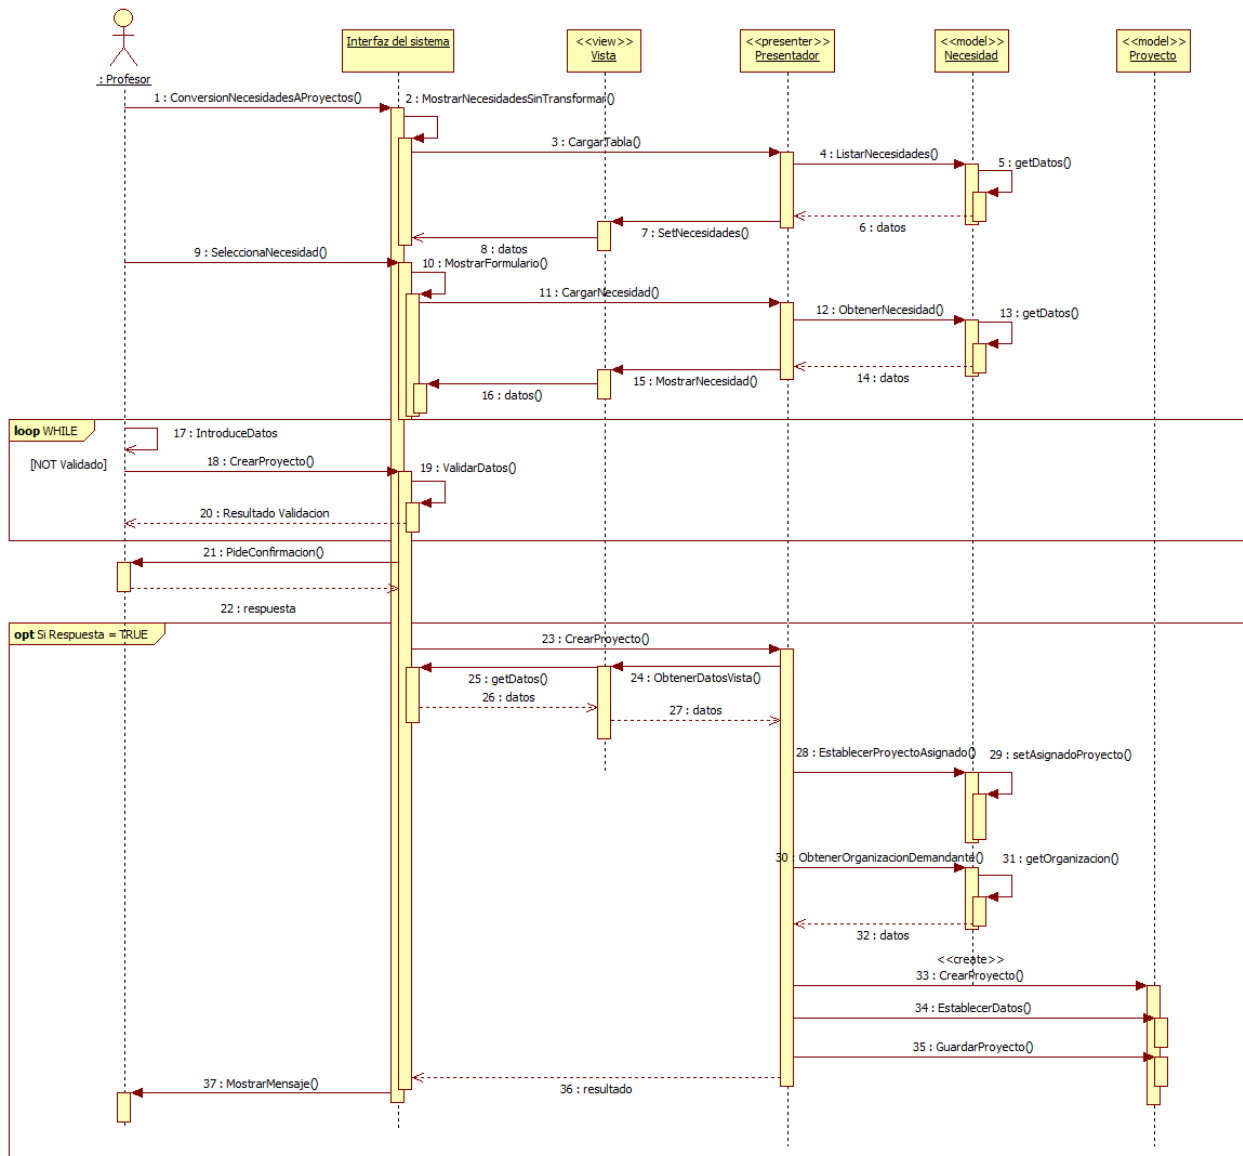 : Profesor
Interfaz del sistema
<<view>>
Vista
<<presenter>>
Presentador
<<model>>
Necesidad
<<model>>
Proyecto
1 : ConversionNecesidadesAProyectos()
2 : MostrarNecesidadesSinTransformar()
3 : CargarTabla()
4 : ListarNecesidades()
5 : getDatos()
6 : datos
7 : SetNecesidades()
8 : datos
9 : SeleccionaNecesidad()
10 : MostrarFormulario()
11 : CargarNecesidad()
12 : ObtenerNecesidad()
13 : getDatos()
14 : datos
15 : MostrarNecesidad()
16 : datos()
loop WHILE
[NOT Validado]
17 : IntroduceDatos
18 : CrearProyecto()
19 : ValidarDatos()
20 : Resultado Validacion
21 : PideConfirmacion()
22 : respuesta
opt Si Respuesta = TRUE
23 : CrearProyecto()
24 : ObtenerDatosVista()
25 : getDatos()
26 : datos
27 : datos
28 : EstablecerProyectoAsignado()
29 : setAsignadoProyecto()
30 : ObtenerOrganizacionDemandante()
31 : getOrganizacion()
32 : datos
<<create>>
33 : CrearProyecto()
34 : EstablecerDatos()
35 : GuardarProyecto()
36 : resultado
37 : MostrarMensaje()